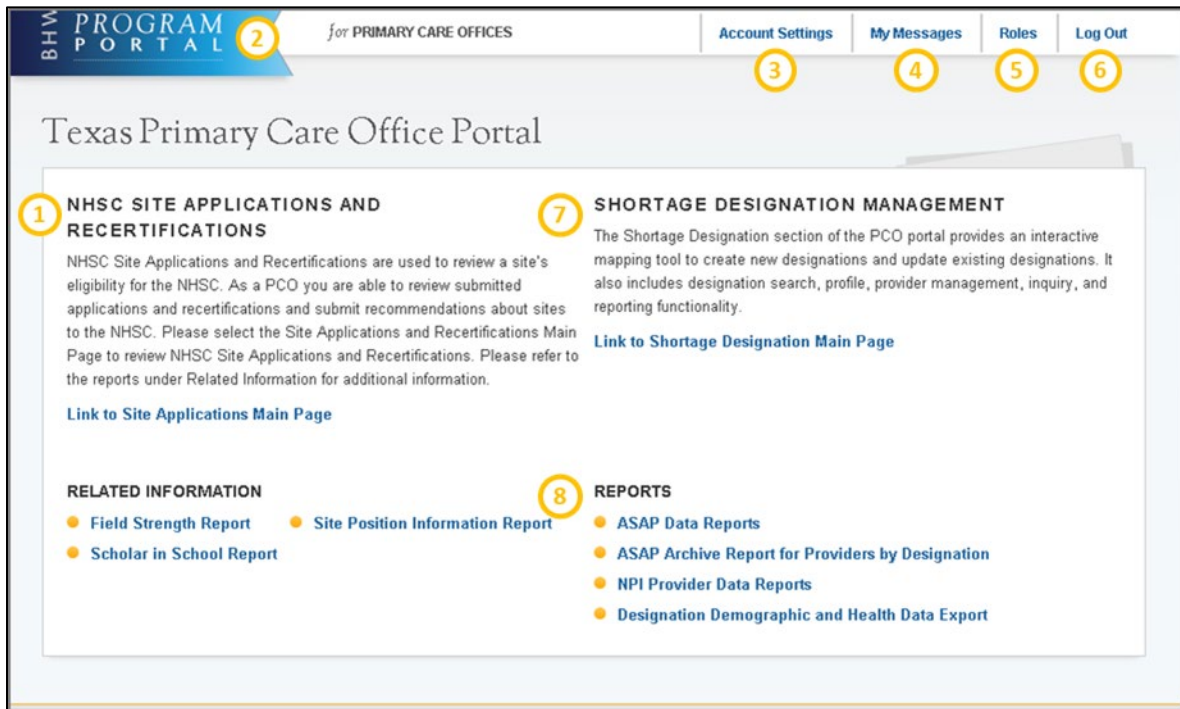 BHW
PROGRAM
PORTAL
2
for PRIMARY CARE OFFICES
Account Settings
My Messages
Roles
Log Out
3
4
5
6
Texas Primary Care Office Portal
1
NHSC SITE APPLICATIONS AND
RECERTIFICATIONS
NHSC Site Applications and Recertifications are used to review a site's
eligibility for the NHSC. As a PCO you are able to review submitted
applications and recertifications and submit recommendations about sites
to the NHSC. Please select the Site Applications and Recertifications Main
Page to review NHSC Site Applications and Recertifications. Please refer to
the reports under Related Information for additional information.
Link to Site Applications Main Page
7
SHORTAGE DESIGNATION MANAGEMENT
The Shortage Designation section of the PCO portal provides an interactive
mapping tool to create new designations and update existing designations. It
also includes designation search, profile, provider management, inquiry, and
reporting functionality.
Link to Shortage Designation Main Page
RELATED INFORMATION
Field Strength Report
Site Position Information Report
Scholar in School Report
8
REPORTS
ASAP Data Reports
ASAP Archive Report for Providers by Designation
NPI Provider Data Reports
Designation Demographic and Health Data Export